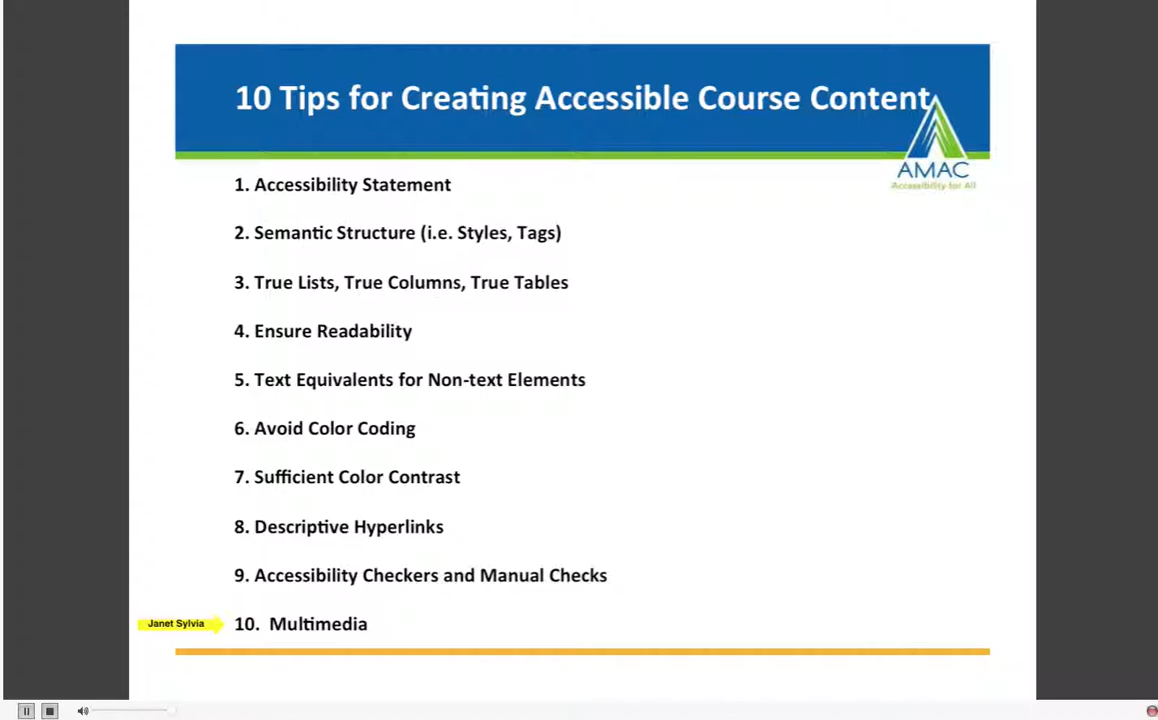 10 Tips for Creating Accessible Course Content
AMAC
Accessibility for All
1. Accessibility Statement
2. Semantic Structure (i.e. Styles, Tags)
3. True Lists, True Columns, True Tables
4. Ensure Readability
5. Text Equivalents for Non-text Elements
6. Avoid Color Coding
7. Sufficient Color Contrast
8. Descriptive Hyperlinks
9. Accessibility Checkers and Manual Checks
Janet Sylvia
10. Multimedia